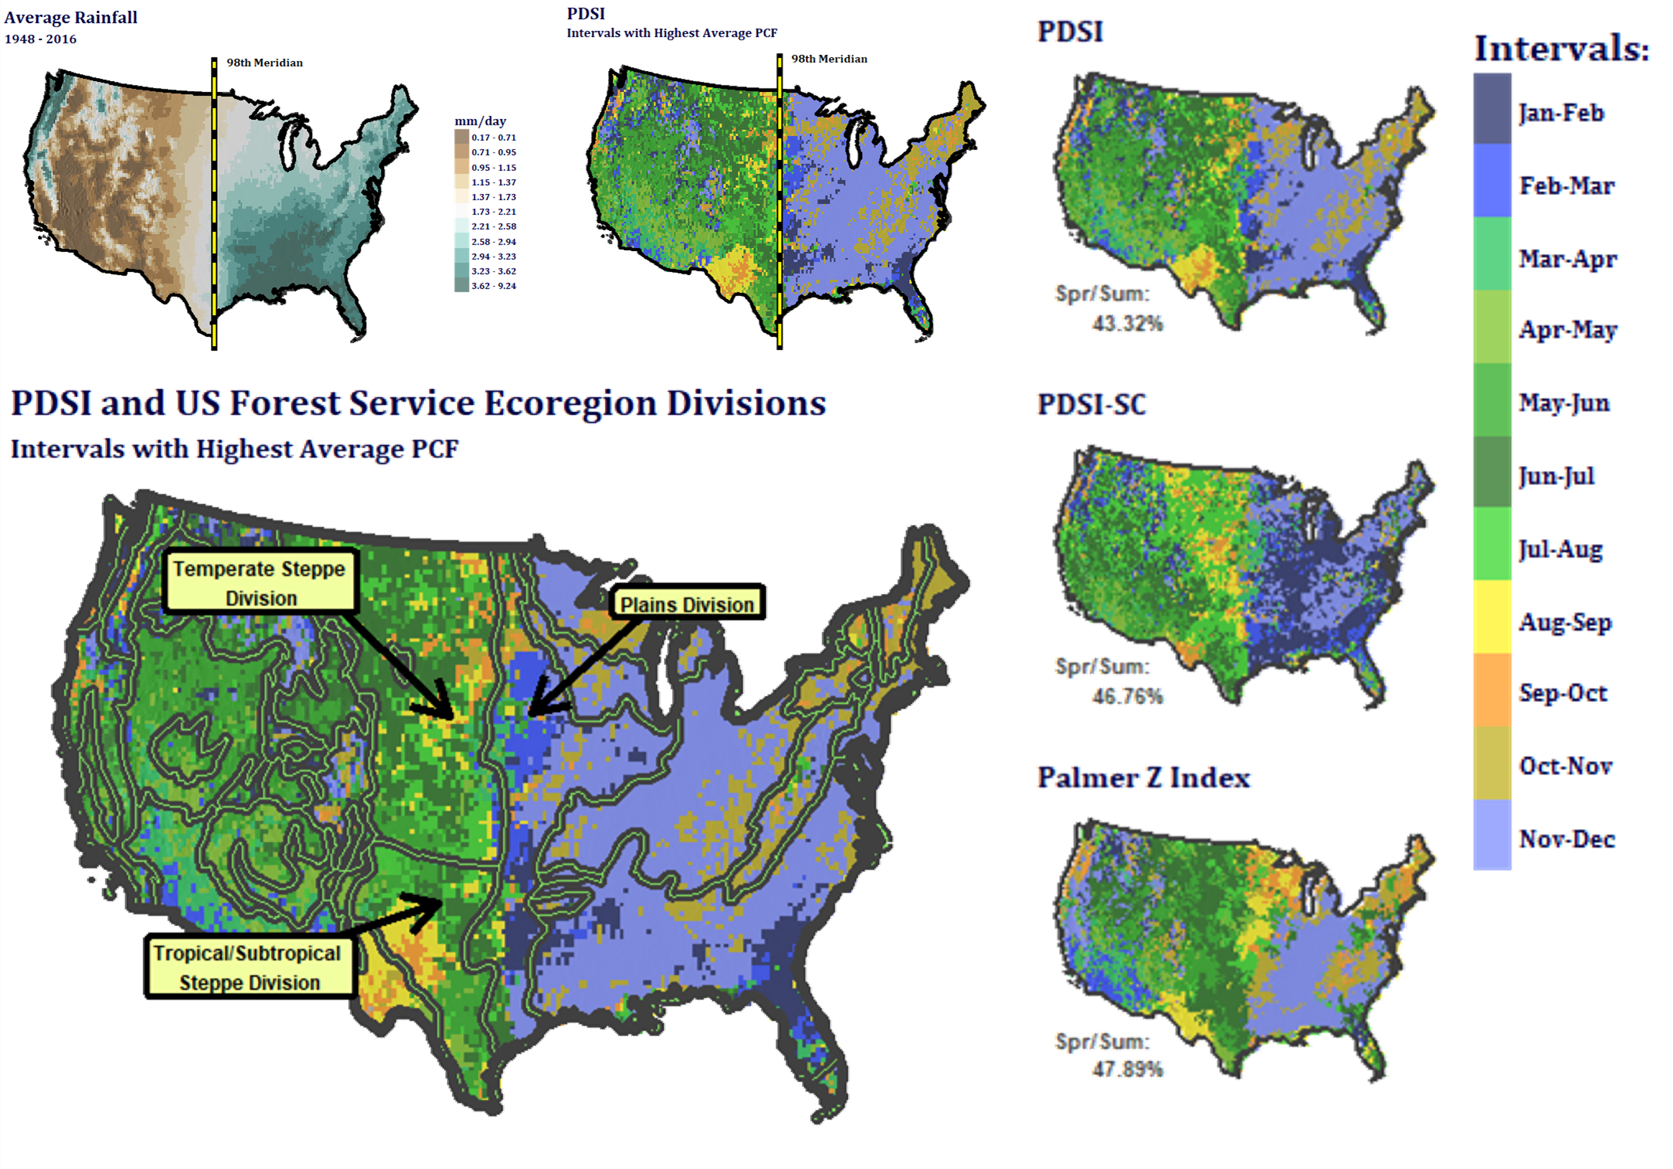 Average Rainfall
1948 - 2016
98th Meridian
mm/day
0.17 - 0.71
0.71 - 0.95
0.95 - 1.15
1.15 - 1.37
1.37 - 1.73
1.73 - 2.21
2.21 - 2.58
2.58 - 2.94
2.94 - 3.23
3.23 - 3.62
3.62 - 9.24
PDSI
Intervals with Highest Average PCF
98th Meridian
PDSI and US Forest Service Ecoregion Divisions
Intervals with Highest Average PCF
Temperate Steppe
Division
Plains Division
Tropical/Subtropical
Steppe Division
PDSI
Spr/Sum:
43.32%
PDSI-SC
Spr/Sum:
46.76%
Palmer Z Index
Spr/Sum:
47.89%
Intervals:
Jan-Feb
Feb-Mar
Mar-Apr
Apr-May
May-Jun
Jun-Jul
Jul-Aug
Aug-Sep
Sep-Oct
Oct-Nov
Nov-Dec